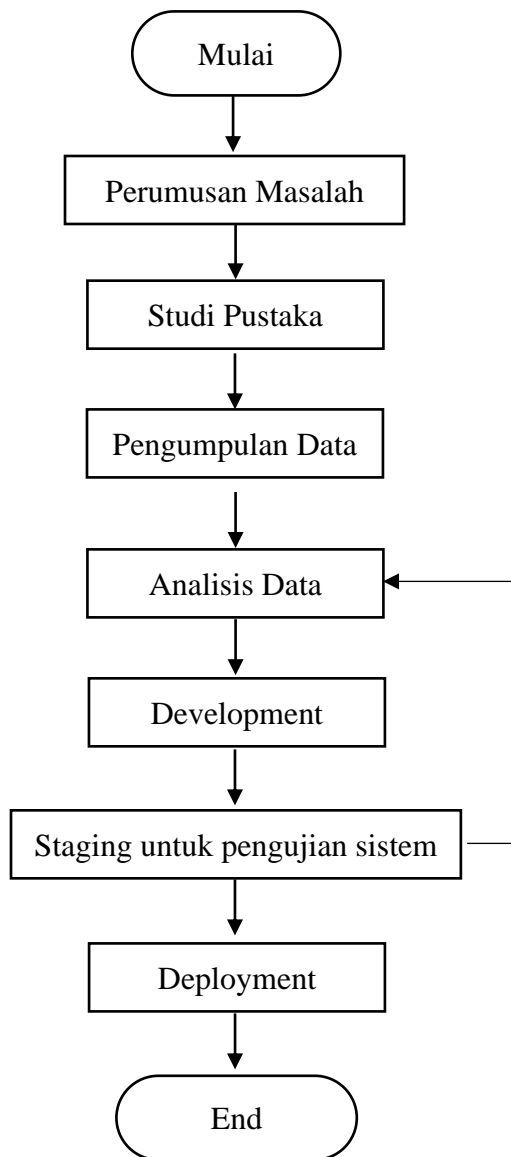 Mulai
Perumusan Masalah
Studi Pustaka
Pengumpulan Data
Analisis Data
Development
Staging untuk pengujian sistem
Deployment
End